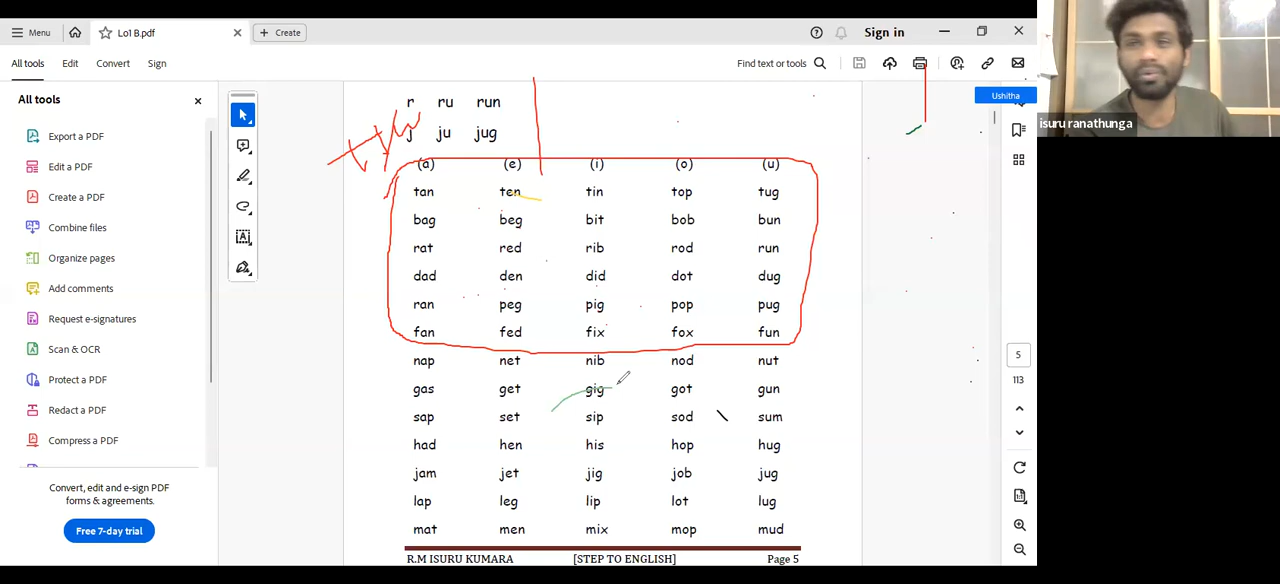 Menu Lo1 B.pdf Create Sign in
All tools Edit Convert Sign Find text or tools
All tools
Export a PDF
Edit a PDF
Create a PDF
Combine files
Organize pages
Add comments
Request e-signatures
Scan & OCR
Protect a PDF
Redact a PDF
Compress a PDF
Convert, edit and e-sign PDF
forms & agreements.
Free 7-day trial
r ru run
j ju jug
(a) (e) (i) (o) (u)
tan ten tin top tug
bag beg bit bob bun
rat red rib rod run
dad den did dot dug
ran peg pig pop pug
fan fed fix fox fun
nap net nib nod nut
gas get gig got gun
sap set sip sod sum
had hen his hop hug
jam jet jig job jug
lap leg lip lot lug
mat men mix mop mud
R.M ISURU KUMARA [STEP TO ENGLISH] Page 5
Ushitha
isuru ranathunga
5
113